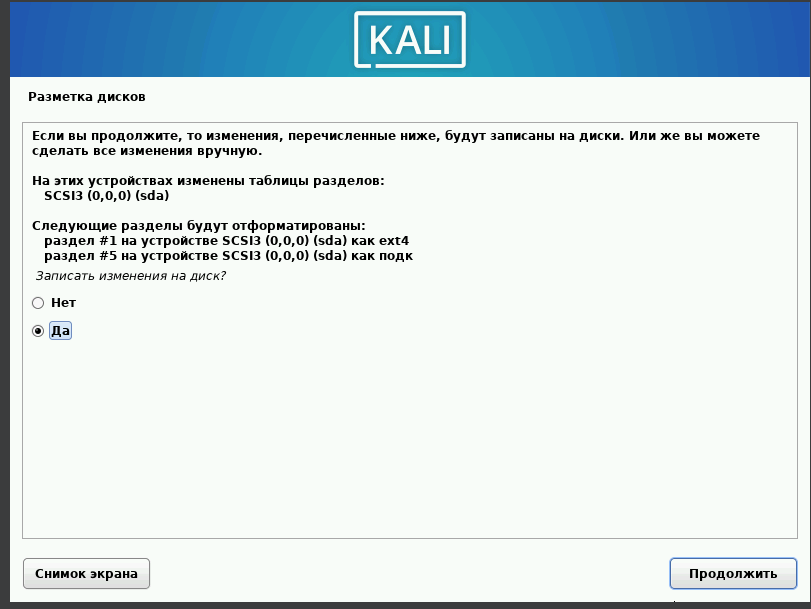 KALI
Разметка дисков
Если вы продолжите, то изменения, перечисленные ниже, будут записаны на диски. Или же вы можете
сделать все изменения вручную.
На этих устройствах изменены таблицы разделов:
SCSI3 (0,0,0) (sda)
Следующие разделы будут отформатированы:
раздел #1 на устройстве SCSI3 (0,0,0) (sda) как ext4
раздел #5 на устройстве SCSI3 (0,0,0) (sda) как подк
Записать изменения на диск?
Нет
Да
Снимок экрана
Продолжить